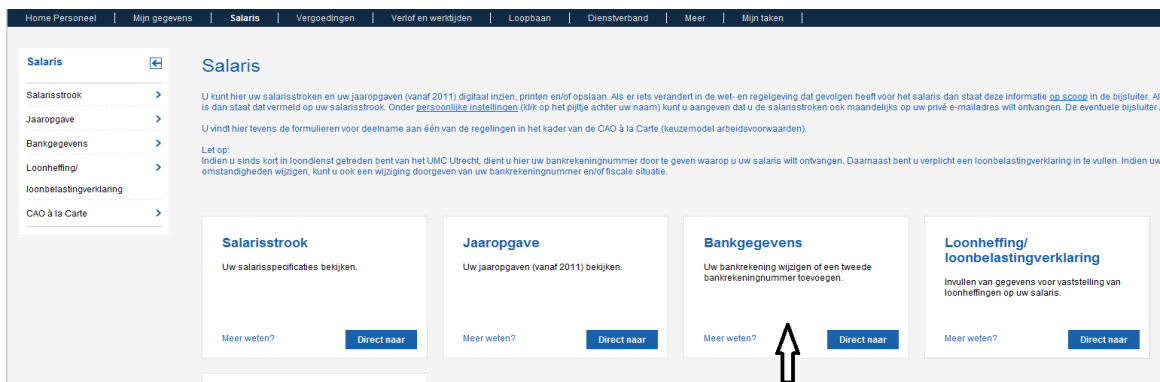 Home Personeel | Mijn gegevens | Salaris | Vergoedingen | Verlof en werktijden | Loopbaan | Dienstverband | Meer | Mijn taken |
Salaris
Salarisstrook
Jaaropgave
Bankgegevens
Loonheffing/
loonbelastingverklaring
CAO à la Carte
Salaris
U kunt hier uw salarisstroken en uw jaaropgaven (vanaf 2011) digitaal inzien, printen en/of opslaan. Als er iets verandert in de wet- en regelgeving dat gevolgen heeft voor het salaris dan staat deze informatie op scoop in de bijsluiter. Al
is dan staat dat vermeld op uw salarisstrook. Onder persoonlijke instellingen (klik op het pijltje achter uw naam) kunt u aangeven dat u de salarisstroken ook maandelijks op uw privé e-mailadres wilt ontvangen. De eventuele bijsluiter
U vindt hier tevens de formulieren voor deelname aan één van de regelingen in het kader van de CAO à la Carte (keuzemodel arbeidsvoorwaarden).
Let op:
Indien u sinds kort in loondienst getreden bent van het UMC Utrecht, dient u hier uw bankrekeningnummer door te geven waarop u uw salaris wilt ontvangen. Daarnaast bent u verplicht een loonbelastingverklaring in te vullen. Indien uw
omstandigheden wijzigen, kunt u ook een wijziging doorgeven van uw bankrekeningnummer en/of fiscale situatie.
Salarisstrook
Uw salarisspecificaties bekijken.
Meer weten?
Direct naar
Jaaropgave
Uw jaaropgaven (vanaf 2011) bekijken.
Meer weten?
Direct naar
Bankgegevens
Uw bankrekening wijzigen of een tweede
bankrekeningnummer toevoegen.
Meer weten?
Direct naar
Loonheffing/
loonbelastingverklaring
Invullen van gegevens voor vaststelling van
loonheffingen op uw salaris.
Meer weten?
Direct naar